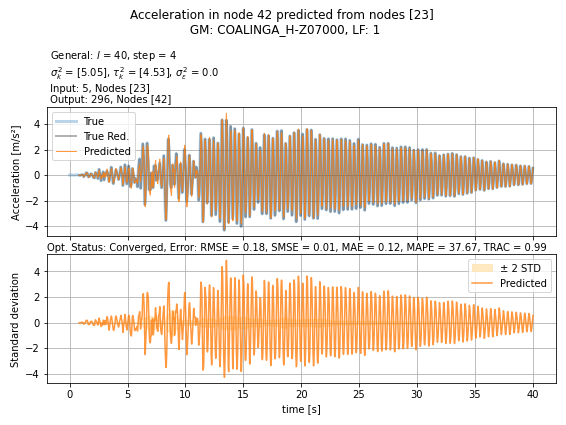 Acceleration in node 42 predicted from nodes [23]
GM: COALINGA_H-Z07000, LF: 1
General: l = 40, step = 4
σ²ₖ = [5.05], τ²ₖ = [4.53], σ²ε = 0.0
Input: 5, Nodes [23]
Output: 296, Nodes [42]
True
True Red.
Predicted
Acceleration [m/s²]
4
2
0
−2
−4
Opt. Status: Converged, Error: RMSE = 0.18, SMSE = 0.01, MAE = 0.12, MAPE = 37.67, TRAC = 0.99
± 2 STD
Predicted
Standard deviation
4
2
0
−2
−4
0 5 10 15 20 25 30 35 40
time [s]